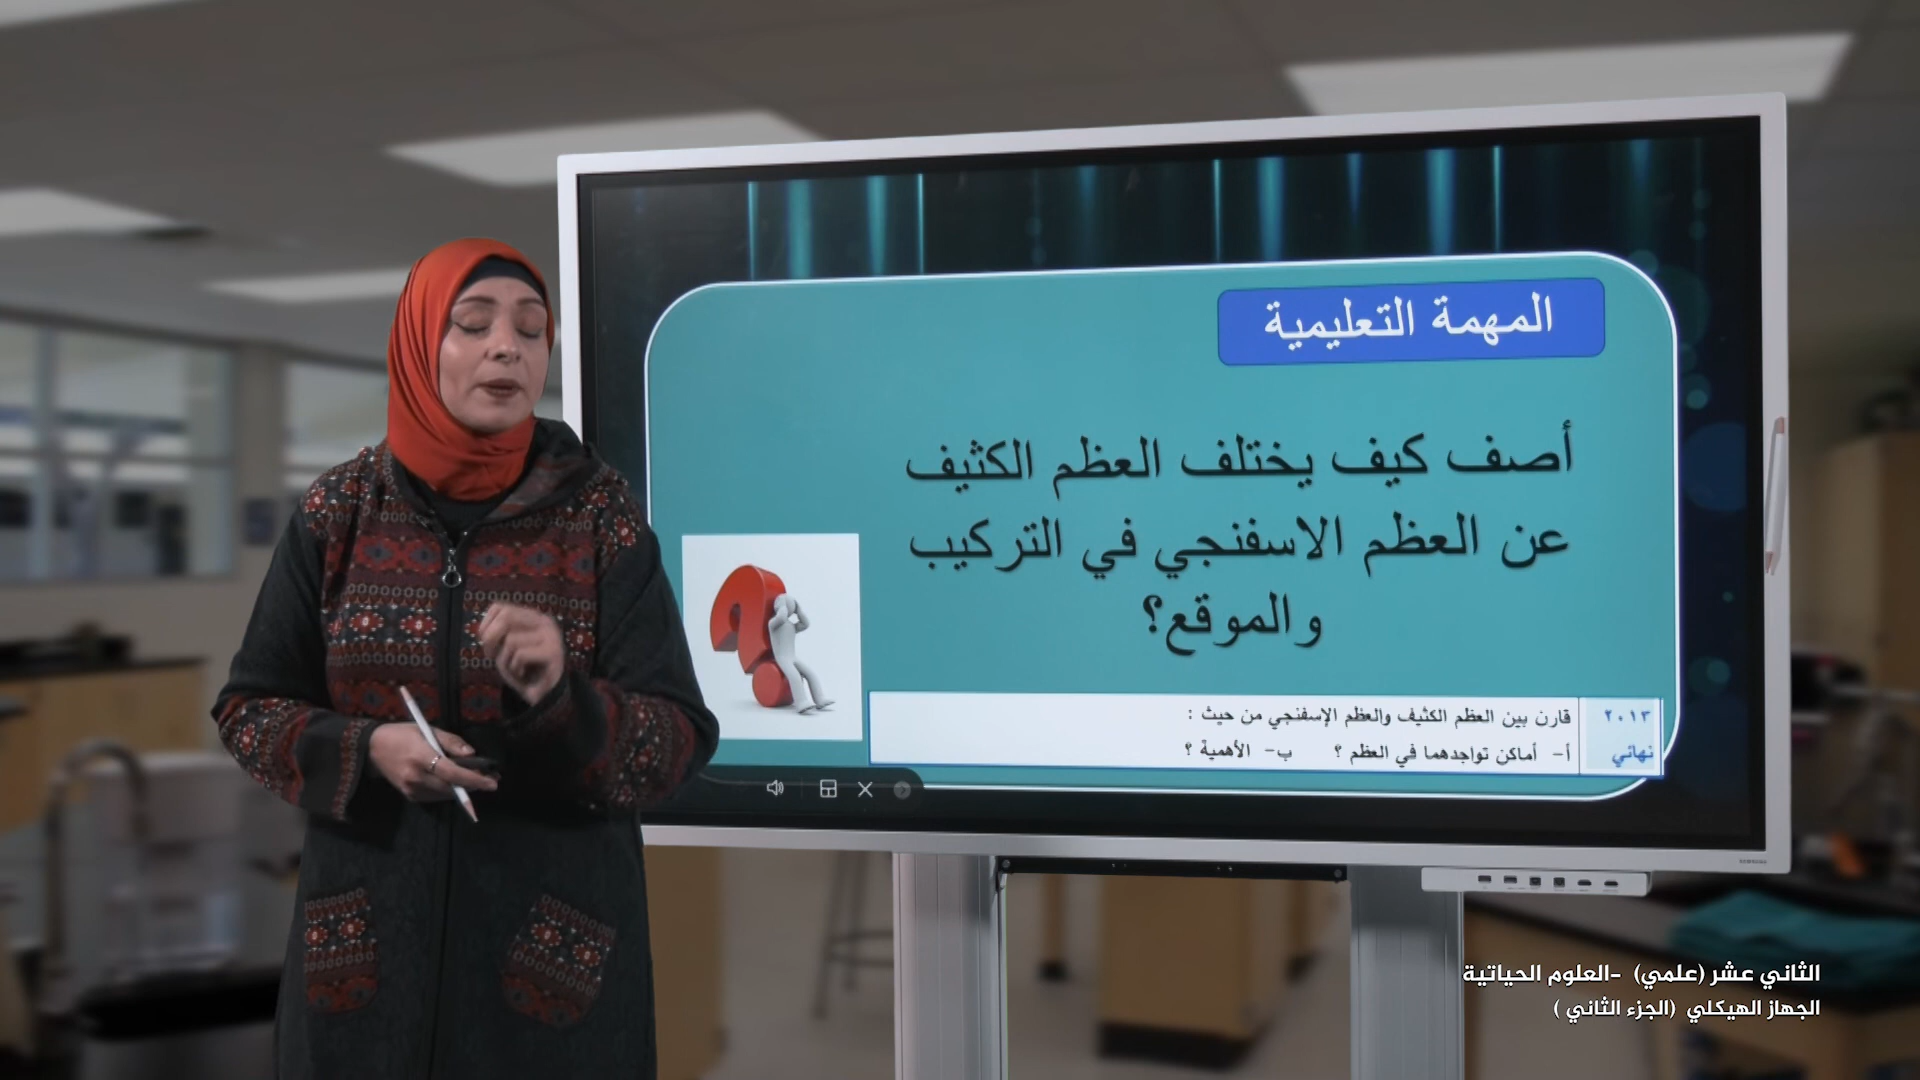 المهمة التعليمية
أصف كيف يختلف العظم الكثيف
عن العظم الاسفنجي في التركيب
والموقع؟
٢٠١٣
نهائي
قارن بين العظم الكثيف والعظم الإسفنجي من حيث :
أ- أماكن تواجدهما في العظم ؟ ب- الأهمية ؟
SAMSUNG
الثاني عشر (علمي) -العلوم الحياتية
الجهاز الهيكلي (الجزء الثاني )